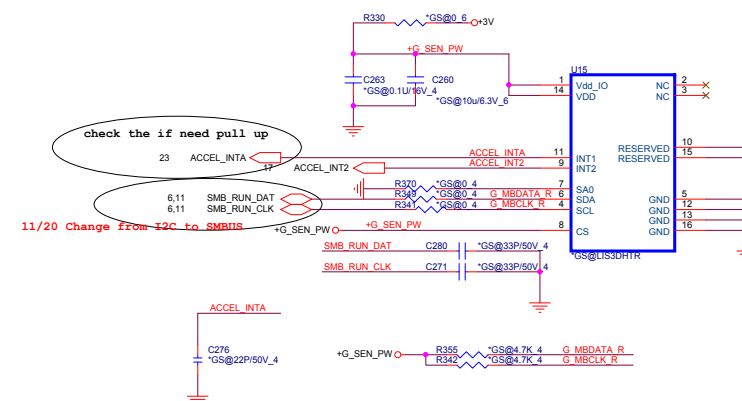 R330 *GS@0_6 +3V
+G_SEN_PW
U15
C263 C260
*GS@0.1U/16V_4
*GS@10u/6.3V_6
1 Vdd_IO NC 2
14 VDD NC 3
check the if need pull up
RESERVED 10
23 ACCEL_INTA ACCEL_INTA 11 INT1 RESERVED 15
17 ACCEL_INT2 ACCEL_INT2 9 INT2
R370 *GS@0_4 7 SA0
6,11 SMB_RUN_DAT R349 *GS@0_4 G_MBDATA_R 6 SDA GND 5
6,11 SMB_RUN_CLK R341 *GS@0_4 G_MBCLK_R 4 SCL GND 12
GND 13
11/20 Change from I2C to SMBUS +G_SEN_PW +G_SEN_PW 8 CS GND 16
SMB_RUN_DAT C280 *GS@33P/50V_4
*GS@LIS3DHTR
SMB_RUN_CLK C271 *GS@33P/50V_4
ACCEL_INTA
C276
*GS@22P/50V_4
+G_SEN_PW R355 *GS@4.7K_4 G_MBDATA_R
R342 *GS@4.7K_4 G_MBCLK_R